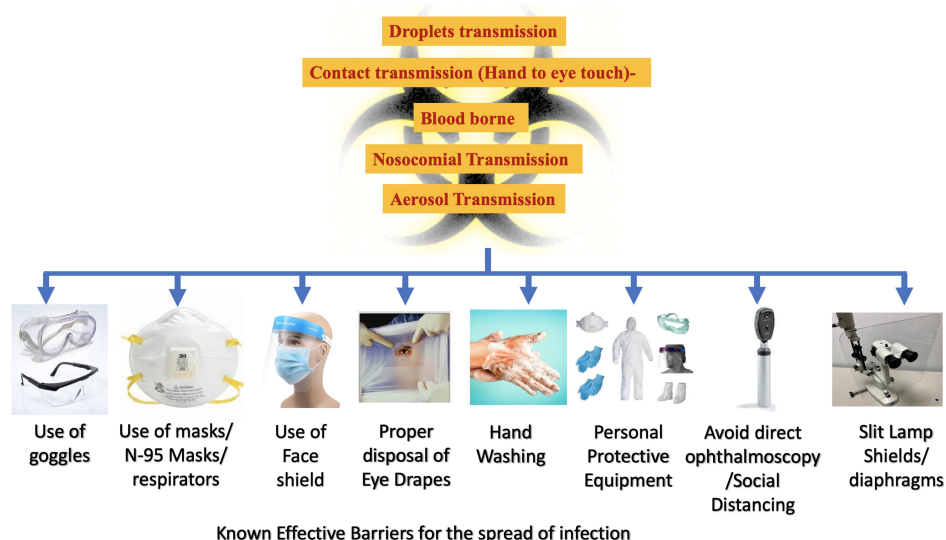 Droplets transmission
Contact transmission (Hand to eye touch)-
Blood borne
Nosocomial Transmission
Aerosol Transmission
3M
Use of
goggles
Use of masks/
N-95 Masks/
respirators
Use of
Face
shield
Proper
disposal of
Eye Drapes
Hand
Washing
Personal
Protective
Equipment
Avoid direct
ophthalmoscopy
/Social
Distancing
Slit Lamp
Shields/
diaphragms
Known Effective Barriers for the spread of infection